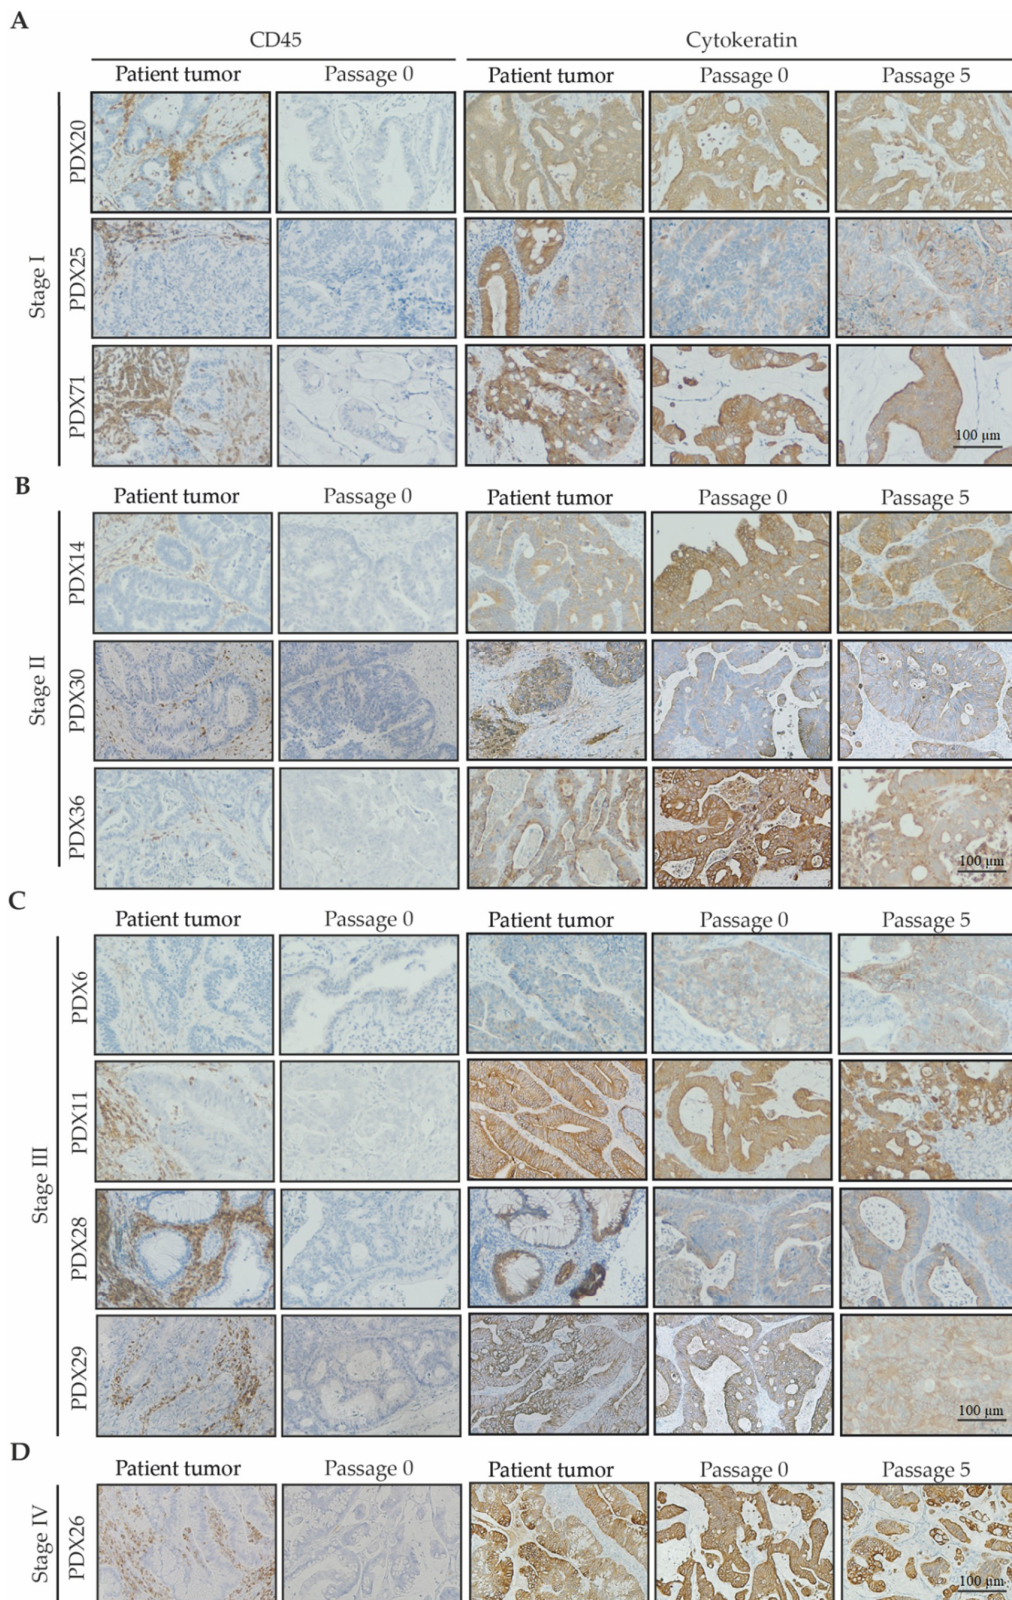 A
CD45 Cytokeratin
Patient tumor Passage 0 Patient tumor Passage 0 Passage 5
Stage I
PDX20
PDX25
PDX71
100 µm
B
Patient tumor Passage 0 Patient tumor Passage 0 Passage 5
Stage II
PDX14
PDX30
PDX36
100 µm
C
Patient tumor Passage 0 Patient tumor Passage 0 Passage 5
Stage III
PDX6
PDX11
PDX28
PDX29
100 µm
D
Patient tumor Passage 0 Patient tumor Passage 0 Passage 5
Stage IV
PDX26
100 µm